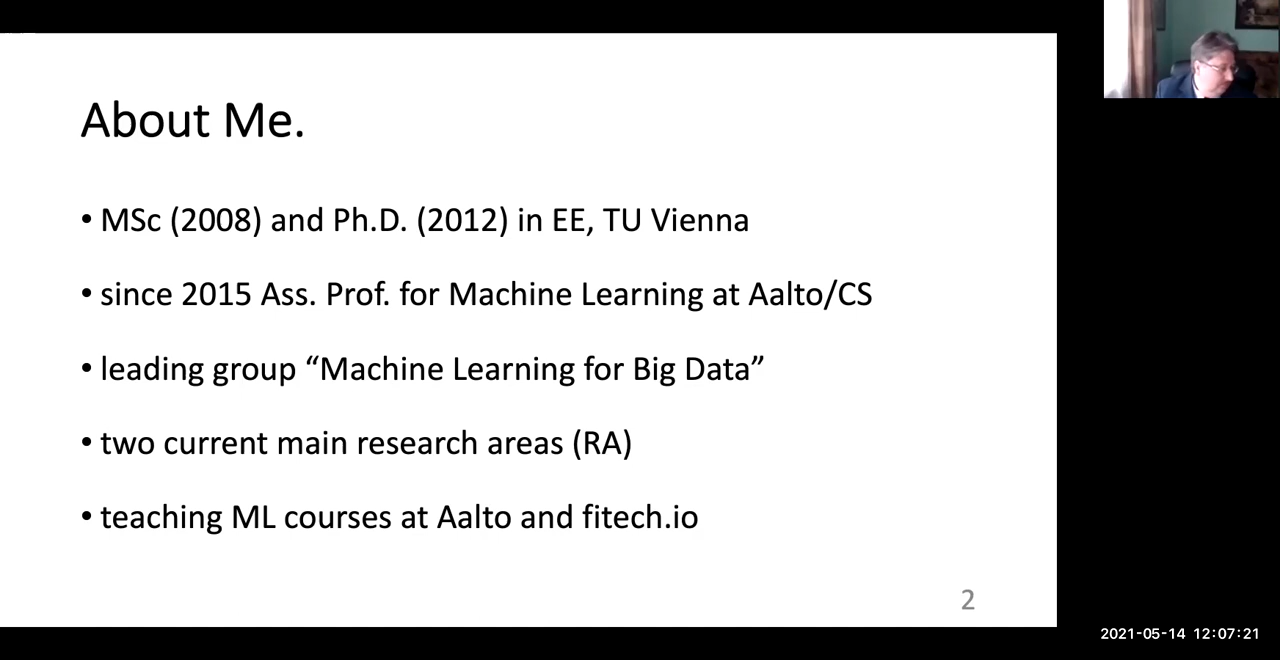 About Me.
• MSc (2008) and Ph.D. (2012) in EE, TU Vienna
• since 2015 Ass. Prof. for Machine Learning at Aalto/CS
• leading group “Machine Learning for Big Data”
• two current main research areas (RA)
• teaching ML courses at Aalto and fitech.io
2
2021-05-14 12:07:21